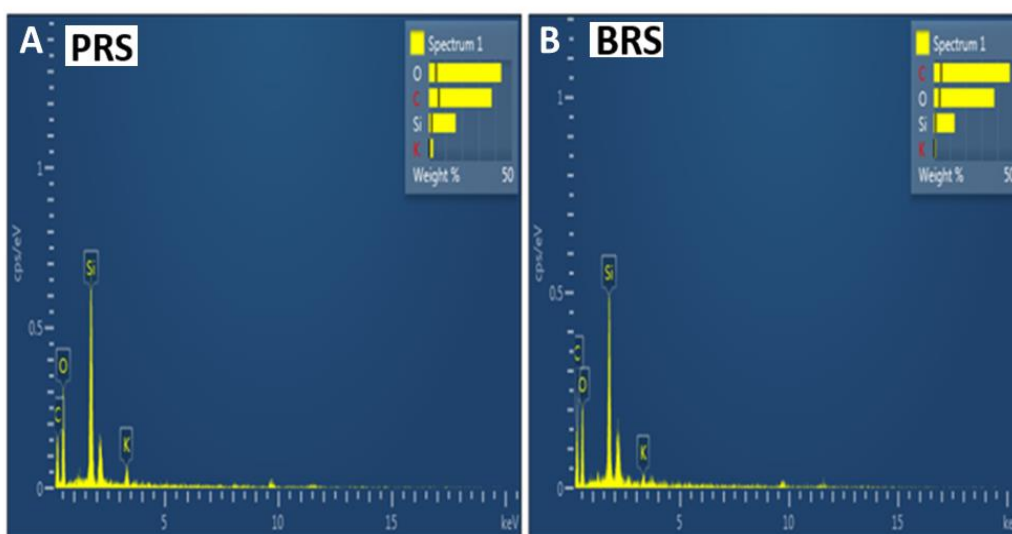 A PRS
Spectrum 1
O
C
Si
K
Weight % 50
1
cps/eV
0.5
0
Si
O
C
K
5
10
15
keV
B BRS
Spectrum 1
C
O
Si
K
Weight % 50
1
cps/eV
0.5
0
Si
C
O
K
5
10
15
keV